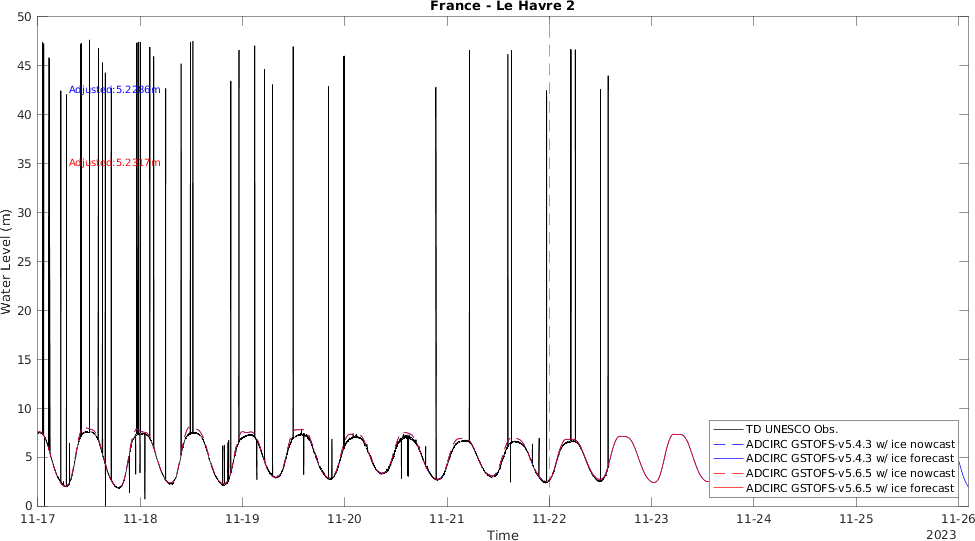 France - Le Havre 2
50
45
40
35
30
25
20
15
10
5
0
Water Level (m)
Adjusted:5.2286m
Adjusted:5.2317m
TD UNESCO Obs.
ADCIRC GSTOFS-v5.4.3 w/ ice nowcast
ADCIRC GSTOFS-v5.4.3 w/ ice forecast
ADCIRC GSTOFS-v5.6.5 w/ ice nowcast
ADCIRC GSTOFS-v5.6.5 w/ ice forecast
11-17 11-18 11-19 11-20 11-21 11-22 11-23 11-24 11-25 11-26
Time
2023